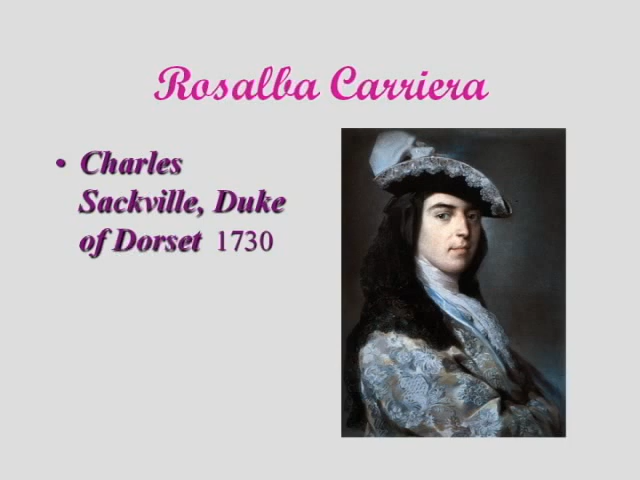 Rosalba Carriera
• Charles
Sackville, Duke
of Dorset 1730